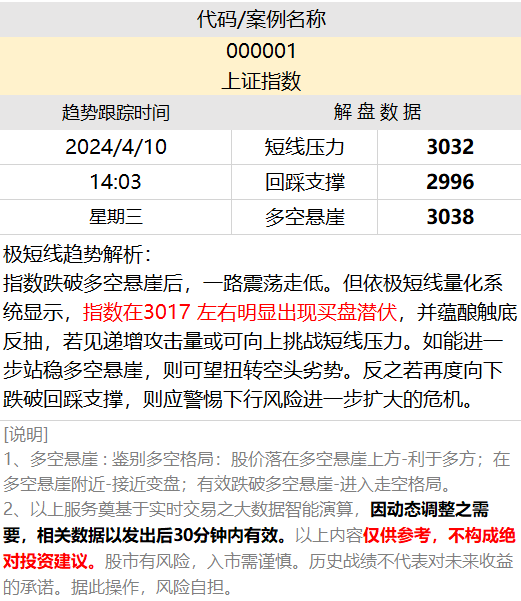 代码/案例名称
000001
上证指数
趋势跟踪时间 解 盘 数 据
2024/4/10 短线压力 3032
14:03 回踩支撑 2996
星期三 多空悬崖 3038
极短线趋势解析：
指数跌破多空悬崖后，一路震荡走低。但依极短线量化系
统显示，指数在3017 左右明显出现买盘潜伏，并蕴酿触底
反抽，若见递增攻击量或可向上挑战短线压力。如能进一
步站稳多空悬崖，则可望扭转空头劣势。反之若再度向下
跌破回踩支撑，则应警惕下行风险进一步扩大的危机。
[说明]
1、多空悬崖 : 鉴别多空格局：股价落在多空悬崖上方-利于多方；在
多空悬崖附近-接近变盘；有效跌破多空悬崖-进入走空格局。
2、以上服务奠基于实时交易之大数据智能演算，因动态调整之需
要，相关数据以发出后30分钟内有效。以上内容仅供参考，不构成绝
对投资建议。股市有风险，入市需谨慎。历史战绩不代表对未来收益
的承诺。据此操作，风险自担。